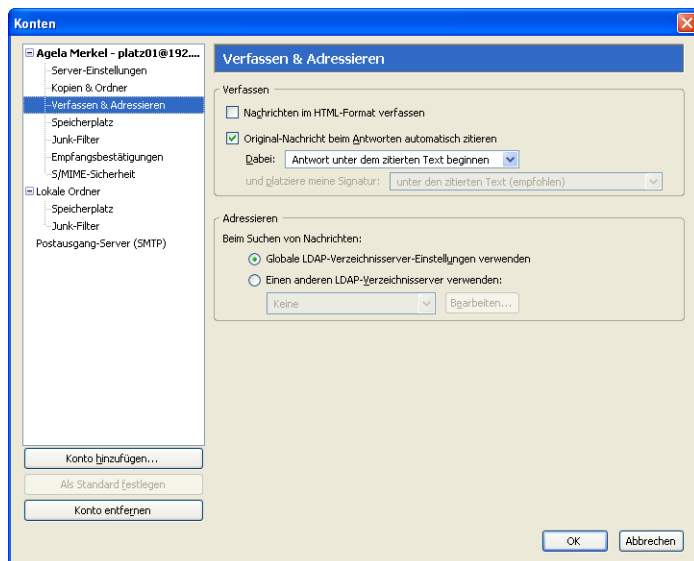 Konten
Agela Merkel - platz01@192....
Server-Einstellungen
Kopien & Ordner
Verfassen & Adressieren
Speicherplatz
Junk-Filter
Empfangsbestätigungen
S/MIME-Sicherheit
Lokale Ordner
Speicherplatz
Junk-Filter
Postausgang-Server (SMTP)
Konto hinzufügen...
Als Standard festlegen
Konto entfernen
Verfassen & Adressieren
Verfassen
Nachrichten im HTML-Format verfassen
Original-Nachricht beim Antworten automatisch zitieren
Dabei: Antwort unter dem zitierten Text beginnen
und platziere meine Signatur: unter den zitierten Text (empfohlen)
Adressieren
Beim Suchen von Nachrichten:
Globale LDAP-Verzeichnisserver-Einstellungen verwenden
Einen anderen LDAP-Verzeichnisserver verwenden:
Keine Bearbeiten...
OK Abbrechen